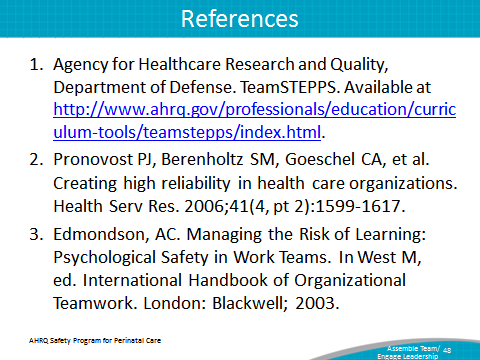 References
1. Agency for Healthcare Research and Quality,
Department of Defense. TeamSTEPPS. Available at
http://www.ahrq.gov/professionals/education/curric
ulum-tools/teamstepps/index.html.
2. Pronovost PJ, Berenholtz SM, Goeschel CA, et al.
Creating high reliability in health care organizations.
Health Serv Res. 2006;41(4, pt 2):1599-1617.
3. Edmondson, AC. Managing the Risk of Learning:
Psychological Safety in Work Teams. In West M,
ed. International Handbook of Organizational
Teamwork. London: Blackwell; 2003.
AHRQ Safety Program for Perinatal Care
Assemble Team/ 48
Engage Leadership